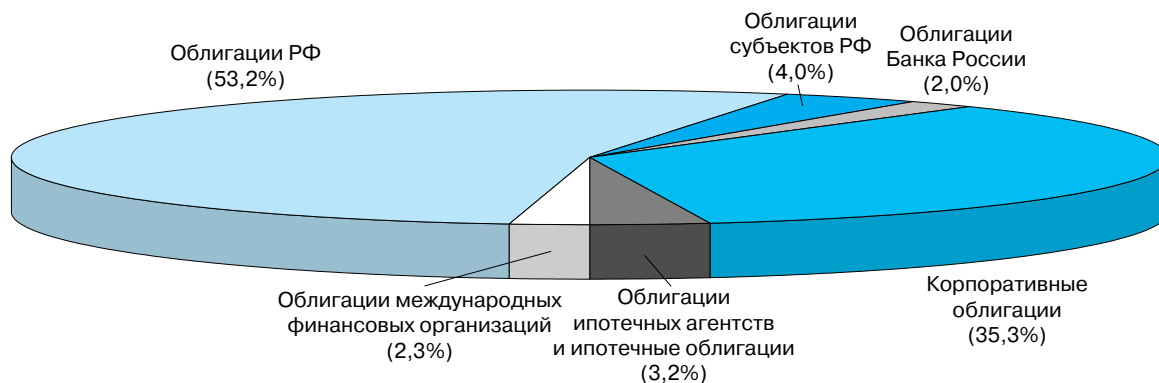 Облигации РФ
(53,2%)
Облигации
субъектов РФ
(4,0%)
Облигации
Банка России
(2,0%)
Корпоративные
облигации
(35,3%)
Облигации
ипотечных агентств
и ипотечные облигации
(3,2%)
Облигации международных
финансовых организаций
(2,3%)